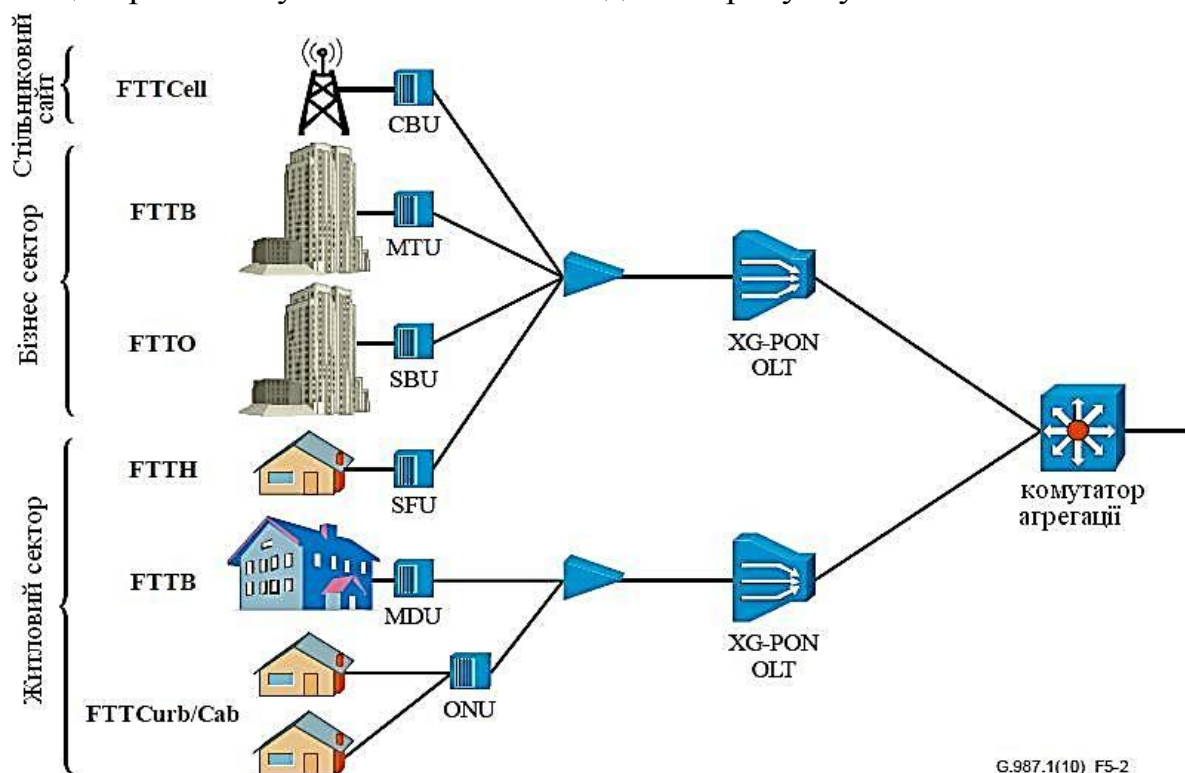 Стільниковий
сайт
FTTCell
CBU
Бізнес сектор
FTTB
MTU
FTTO
SBU
XG-PON
OLT
Житловий сектор
FTTH
SFU
комутатор
агрегації
FTTB
MDU
XG-PON
OLT
FTTCurb/Cab
ONU
G.987.1(10)_F5-2